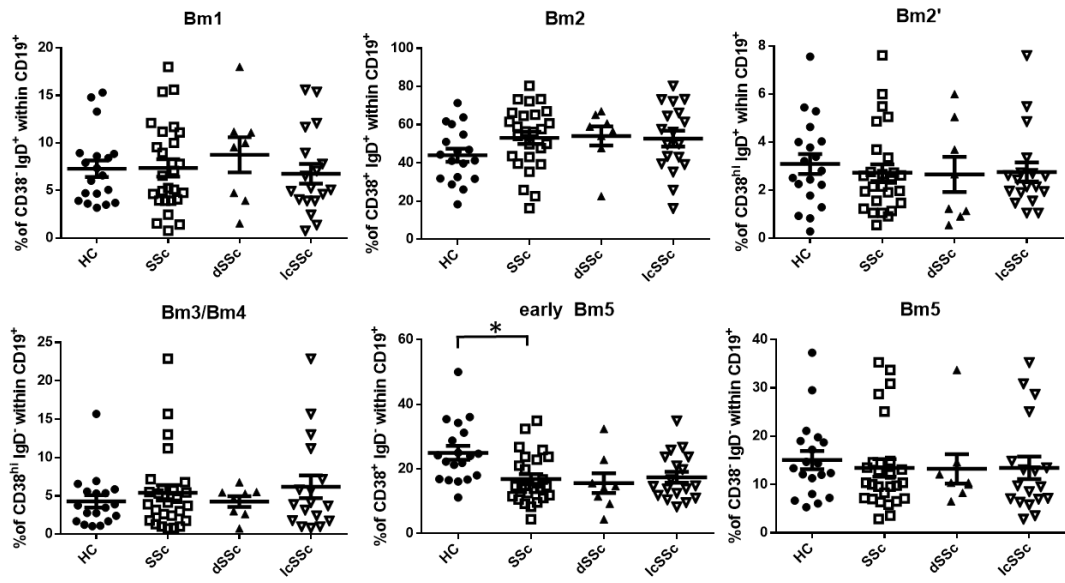 Bm1
%of CD38⁻ IgD⁺ within CD19⁺
20
15
10
5
0
HC
SSc
dSSc
lcSSc
Bm2
%of CD38⁺ IgD⁺ within CD19⁺
100
80
60
40
20
0
HC
SSc
dSSc
lcSSc
Bm2'
%of CD38ʰⁱ IgD⁺ within CD19⁺
8
6
4
2
0
HC
SSc
dSSc
lcSSc
Bm3/Bm4
%of CD38ʰⁱ IgD⁻ within CD19⁺
25
20
15
10
5
0
HC
SSc
dSSc
lcSSc
early Bm5
%of CD38⁺ IgD⁻ within CD19⁺
60
40
20
0
*
HC
SSc
dSSc
lcSSc
Bm5
%of CD38⁻ IgD⁻ within CD19⁺
40
30
20
10
0
HC
SSc
dSSc
lcSSc